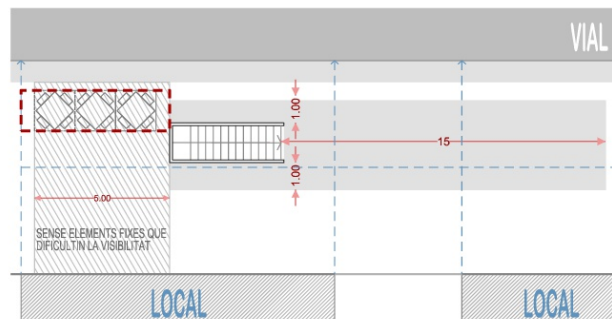 VIAL
1.00
15
1.00
5.00
SENSE ELEMENTS FIXES QUE
DIFICULTIN LA VISIBILITAT
LOCAL
LOCAL